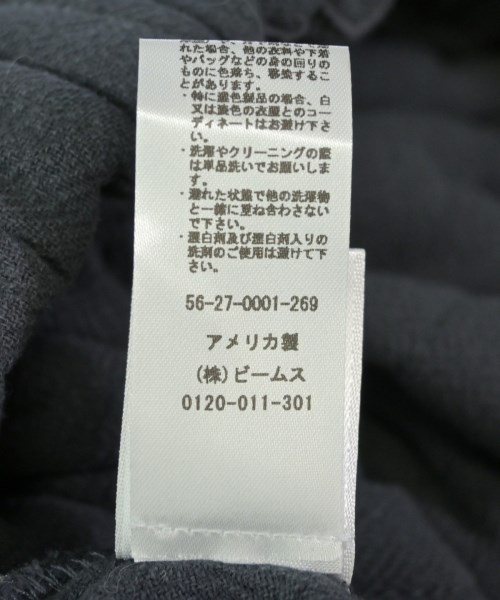 れた場合、他の衣料や下着
やバッグなどの身の回りの
ものに色落ち、移染するこ
とがあります。
・特に濃色製品の場合、白
又は淡色の衣服とのコー
ディネートはお避け下さ
い。
・洗濯やクリーニングの際
は単品洗いでお願いしま
す。
・濡れた状態で他の洗濯物
と一緒に重ね合わさない
で下さい。
・漂白剤及び漂白剤入りの
洗剤のご使用は避けて下
さい。
56-27-0001-269
アメリカ製
(株)ビームス
0120-011-301